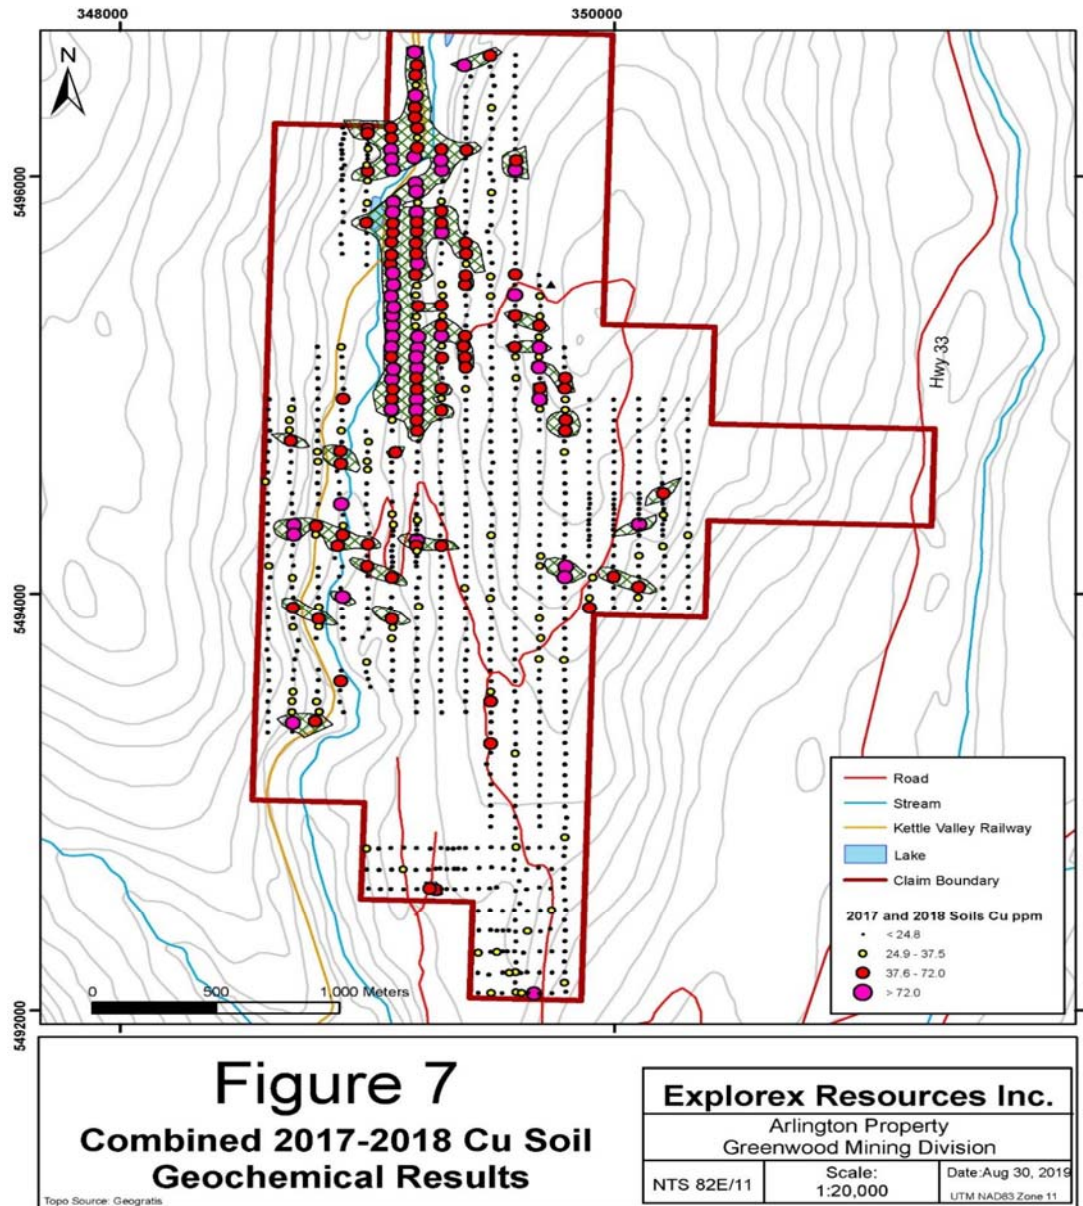 348000
350000
N
5496000
Hwy 33
5494000
Road
Stream
Kettle Valley Railway
Lake
Claim Boundary
2017 and 2018 Soils Cu ppm
< 24.8
24.9 - 37.5
37.6 - 72.0
> 72.0
0 500 1,000 Meters
5492000
Figure 7
Combined 2017-2018 Cu Soil
Geochemical Results
Topo Source: Geogratis
Explorex Resources Inc.
Arlington Property
Greenwood Mining Division
NTS 82E/11
Scale:
1:20,000
Date:Aug 30, 2019
UTM NAD83 Zone 11